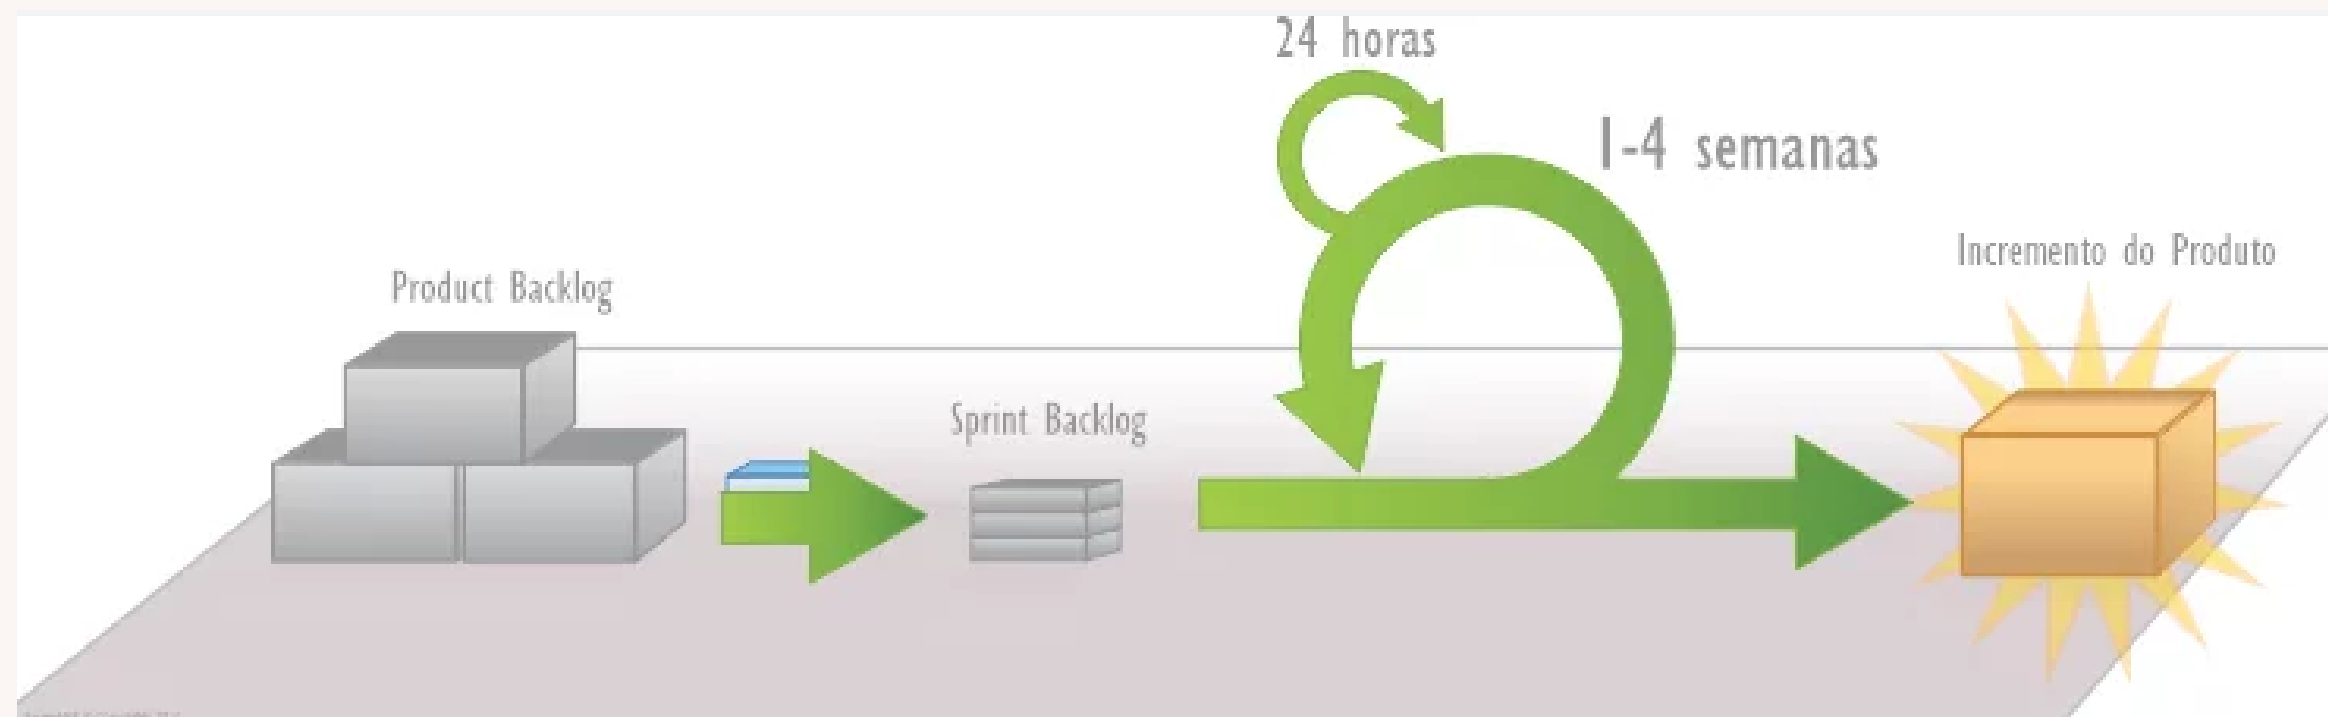 24 horas
1-4 semanas
Incremento do Produto
Product Backlog
Sprint Backlog